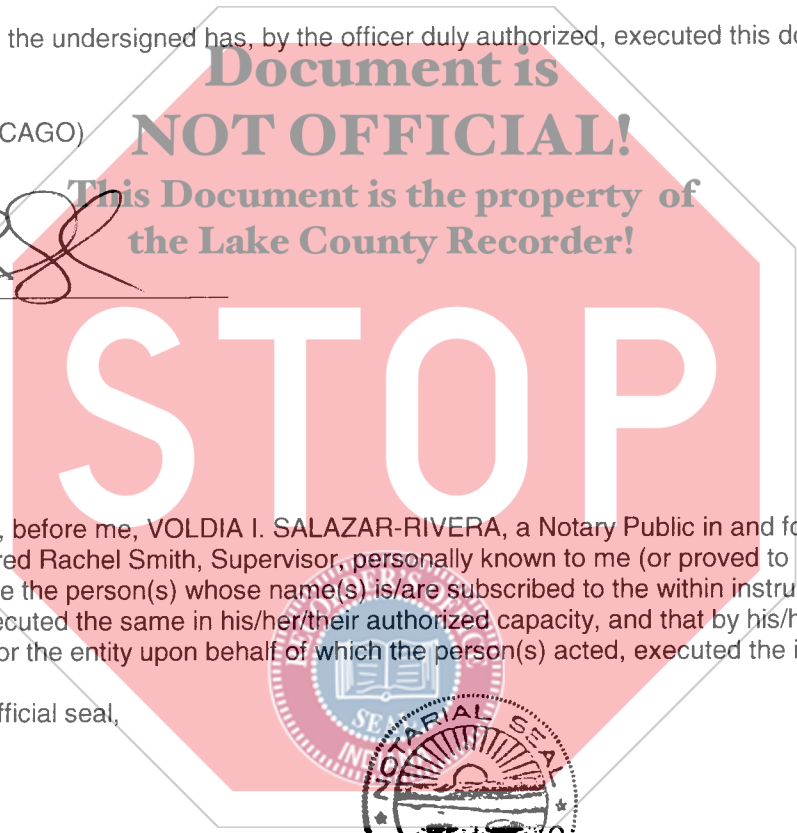 the undersigned has, by the officer duly authorized, executed this do
Document is
CAGO)
NOT OFFICIAL!
This Document is the property of
the Lake County Recorder!
STOP
, before me, VOLDIA I. SALAZAR-RIVERA, a Notary Public in and fo
red Rachel Smith, Supervisor, personally known to me (or proved to
e the person(s) whose name(s) is/are subscribed to the within instru
ecuted the same in his/her/their authorized capacity, and that by his/h
or the entity upon behalf of which the person(s) acted, executed the i
RECORDER'S OFFICE
SEAL
INDIANA
fficial seal,
NOTARIAL SEAL